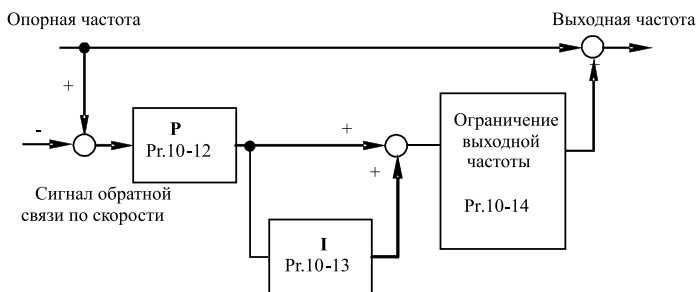 Опорная частота
Выходная частота
+
+
-
P
Pr.10-12
+
Ограничение
выходной
частоты
+
Сигнал обратной
связи по скорости
Pr.10-14
I
Pr.10-13